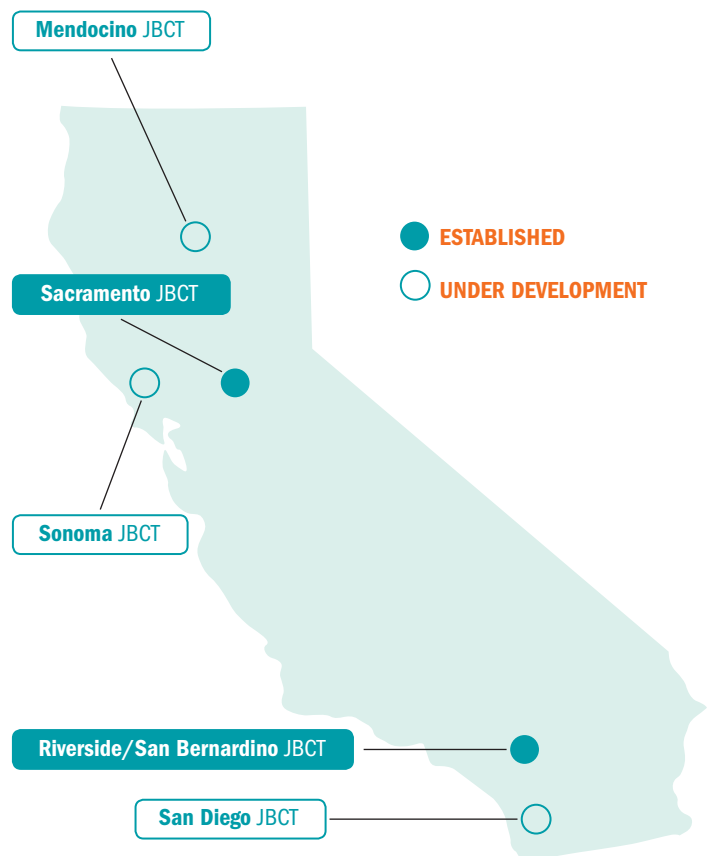 Mendocino JBCT
ESTABLISHED
Sacramento JBCT
UNDER DEVELOPMENT
Sonoma JBCT
Riverside/San Bernardino JBCT
San Diego JBCT